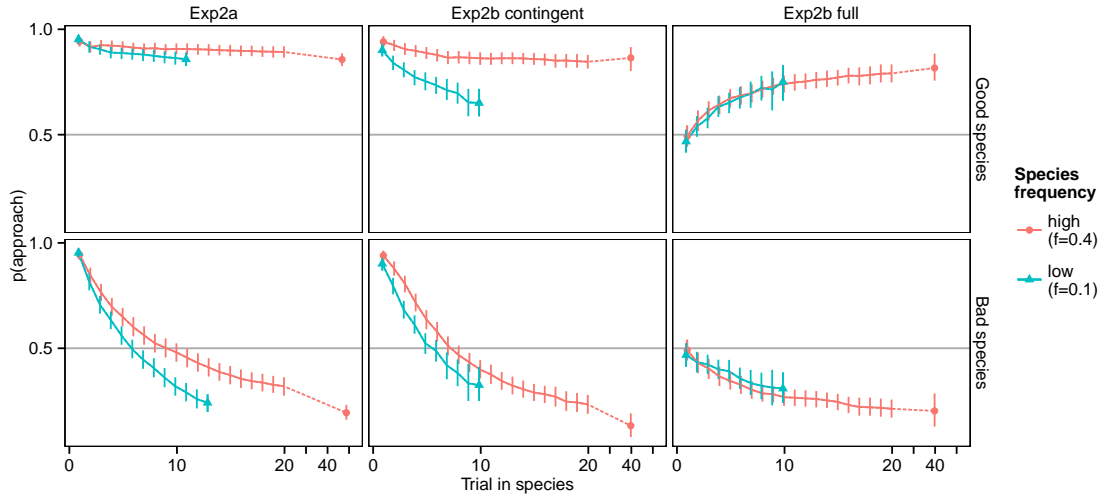 Exp2a Exp2b contingent Exp2b full
1.0
0.5
Good species
1.0
0.5
Bad species
p(approach)
0 10 20 40 0 10 20 40 0 10 20 40
Trial in species
Species
frequency
high
(f=0.4)
low
(f=0.1)